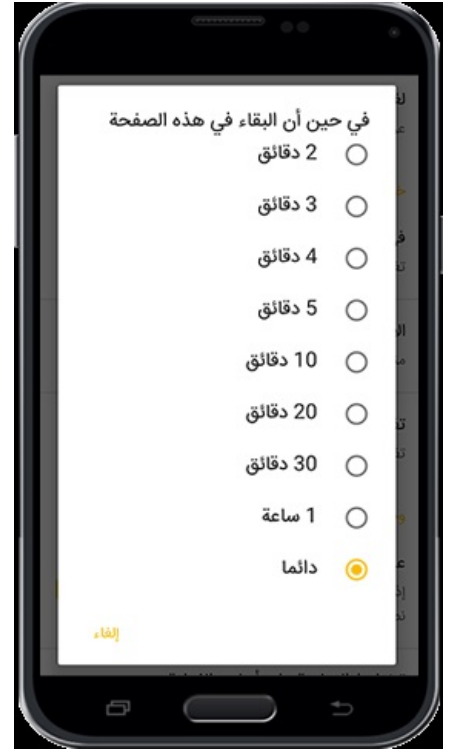 في حين أن البقاء في هذه الصفحة
2 دقائق
3 دقائق
4 دقائق
5 دقائق
10 دقائق
20 دقائق
30 دقائق
1 ساعة
دائما
إلغاء